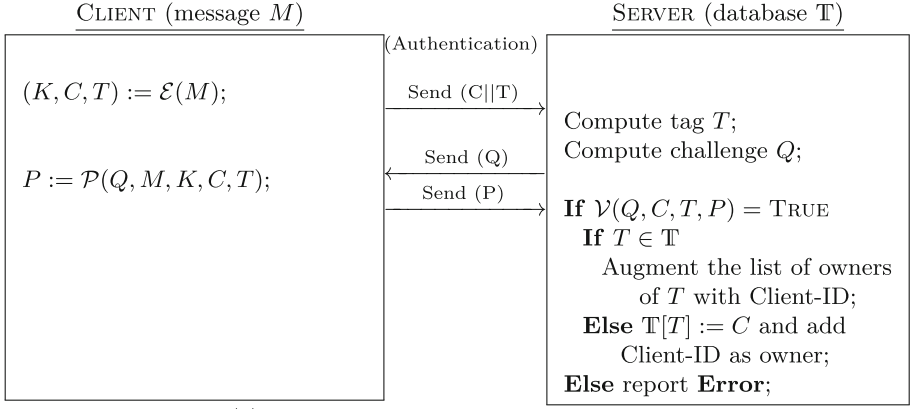 CLIENT (message M)
SERVER (database 𝕋)
(Authentication)
(K, C, T) := ℰ(M);
Send (C||T)
Compute tag T;
Compute challenge Q;
Send (Q)
P := 𝒫(Q, M, K, C, T);
Send (P)
If 𝒱(Q, C, T, P) = TRUE
If T ∈ 𝕋
Augment the list of owners
of T with Client-ID;
Else 𝕋[T] := C and add
Client-ID as owner;
Else report Error;